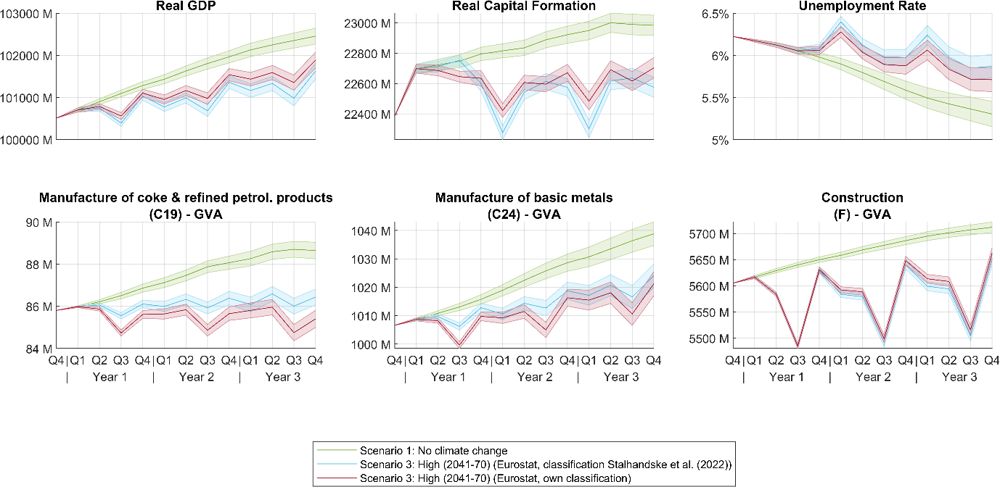 Real GDP
103000 M
102000 M
101000 M
100000 M
Real Capital Formation
23000 M
22800 M
22600 M
22400 M
Unemployment Rate
6.5%
6%
5.5%
5%
Manufacture of coke & refined petrol. products
(C19) - GVA
90 M
88 M
86 M
84 M
Q4 | Q1 Q2 Q3 Q4 Q1 Q2 Q3 Q4 Q1 Q2 Q3 Q4
| Year 1 | Year 2 | Year 3
Manufacture of basic metals
(C24) - GVA
1040 M
1030 M
1020 M
1010 M
1000 M
Q4 | Q1 Q2 Q3 Q4 Q1 Q2 Q3 Q4 Q1 Q2 Q3 Q4
| Year 1 | Year 2 | Year 3
Construction
(F) - GVA
5700 M
5650 M
5600 M
5550 M
5500 M
Q4 | Q1 Q2 Q3 Q4 Q1 Q2 Q3 Q4 Q1 Q2 Q3 Q4
| Year 1 | Year 2 | Year 3
Scenario 1: No climate change
Scenario 3: High (2041-70) (Eurostat, classification Stalhandske et al. (2022))
Scenario 3: High (2041-70) (Eurostat, own classification)